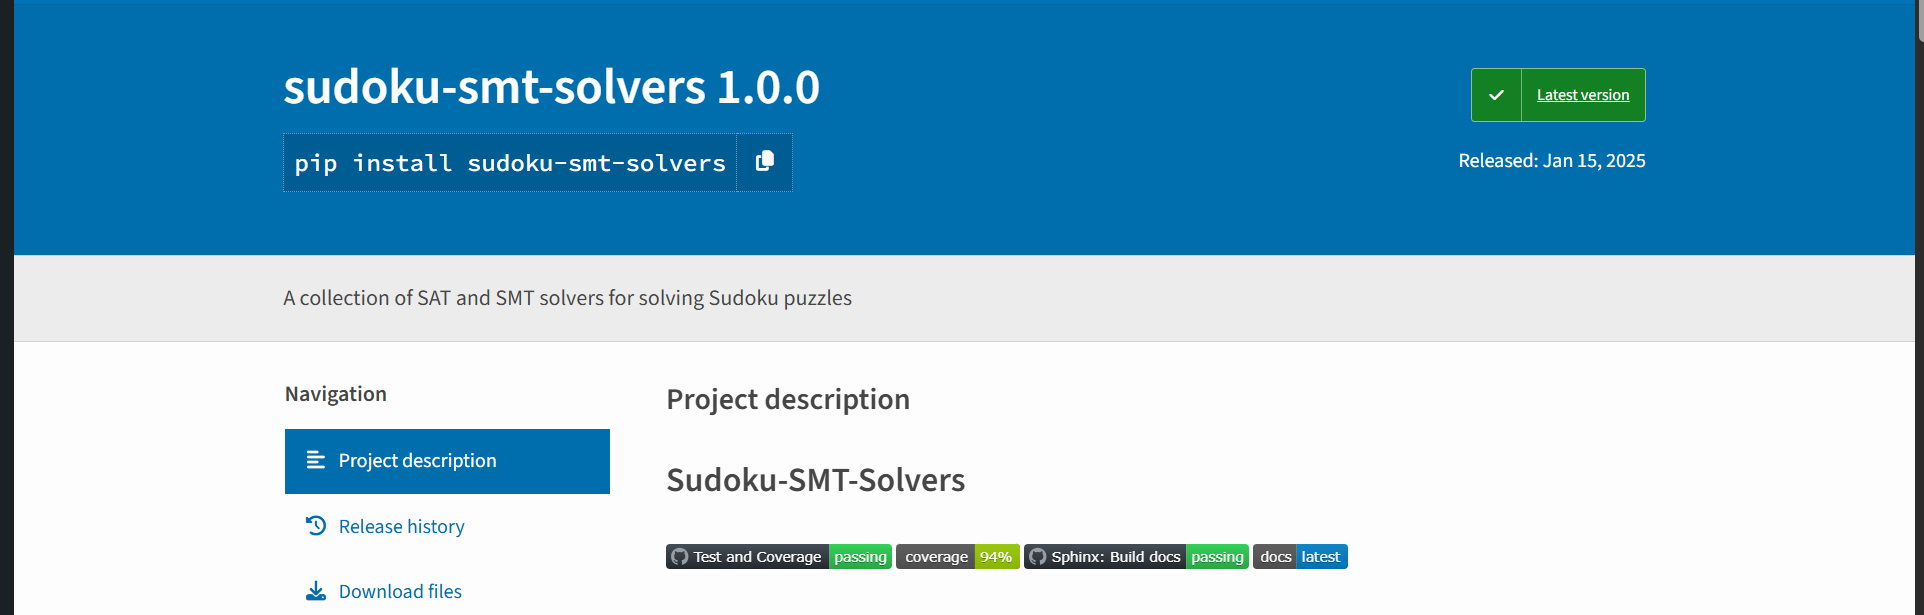 sudoku-smt-solvers 1.0.0
pip install sudoku-smt-solvers
Latest version
Released: Jan 15, 2025
A collection of SAT and SMT solvers for solving Sudoku puzzles
Navigation
Project description
Release history
Download files
Project description
Sudoku-SMT-Solvers
Test and Coverage passing coverage 94% Sphinx: Build docs passing docs latest